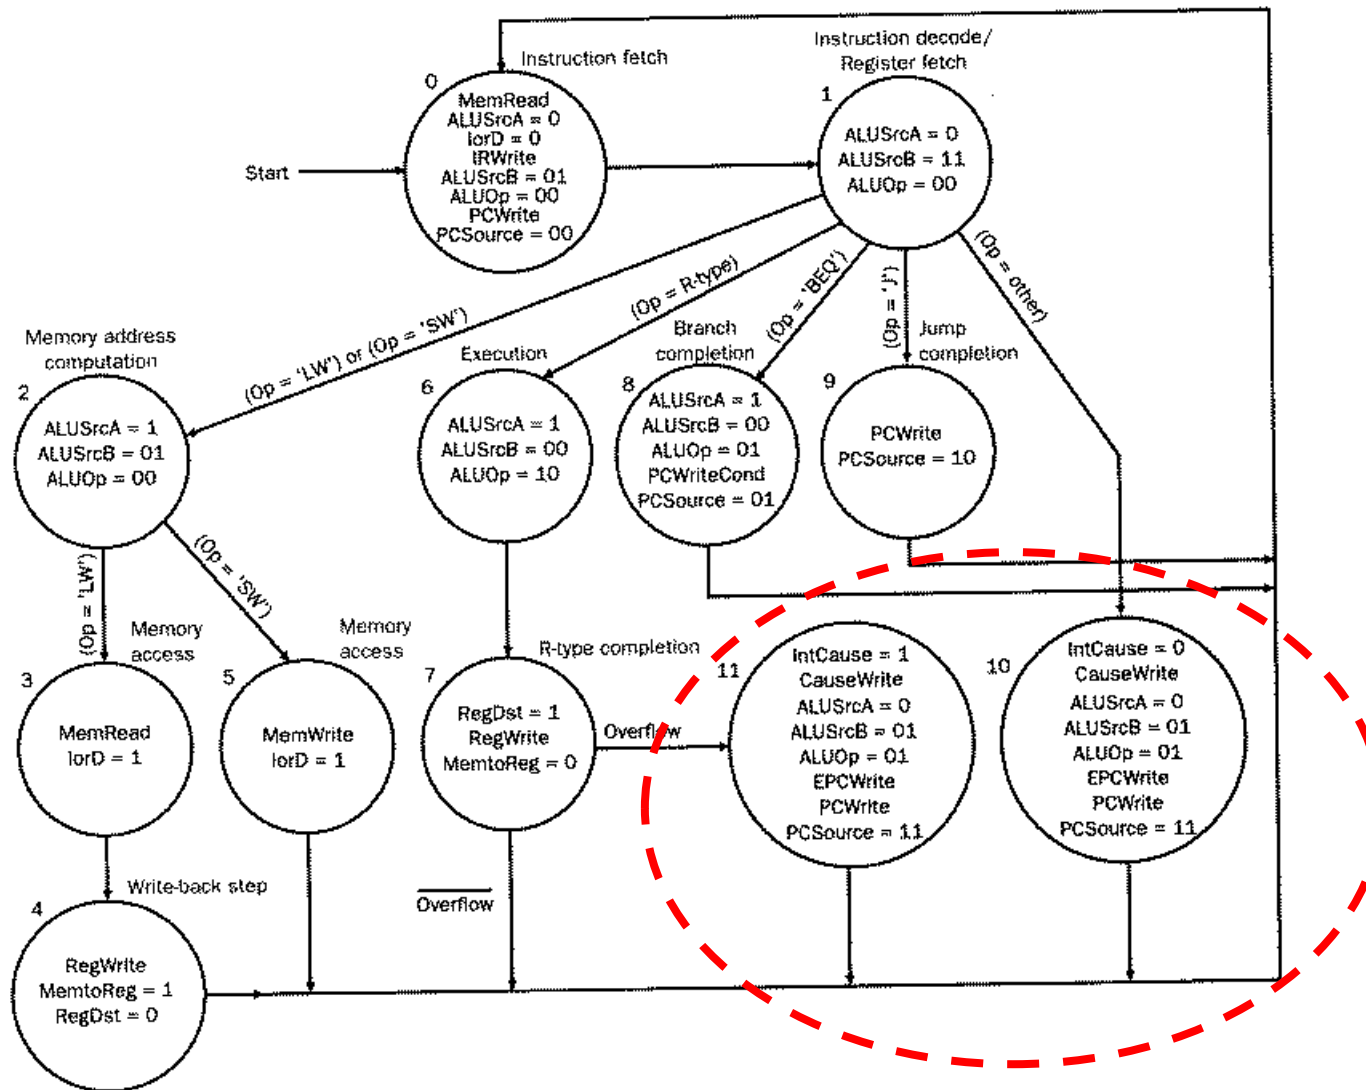 Instruction fetch
Instruction decode/
Register fetch
0
MemRead
ALUSrcA = 0
IorD = 0
IRWrite
ALUSrcB = 01
ALUOp = 00
PCWrite
PCSource = 00
1
ALUSrcA = 0
ALUSrcB = 11
ALUOp = 00
Start
(Op = 'LW') or (Op = 'SW')
(Op = R-type)
(Op = 'BEQ')
(Op = 'J')
(Op = other)
Memory address
computation
2
ALUSrcA = 1
ALUSrcB = 01
ALUOp = 00
Execution
6
ALUSrcA = 1
ALUSrcB = 00
ALUOp = 10
Branch
completion
8
ALUSrcA = 1
ALUSrcB = 00
ALUOp = 01
PCWriteCond
PCSource = 01
Jump
completion
9
PCWrite
PCSource = 10
(Op = 'LW')
(Op = 'SW')
Memory
access
3
MemRead
IorD = 1
Memory
access
5
MemWrite
IorD = 1
R-type completion
7
RegDst = 1
RegWrite
MemtoReg = 0
Overflow
11
IntCause = 1
CauseWrite
ALUSrcA = 0
ALUSrcB = 01
ALUOp = 01
EPCWrite
PCWrite
PCSource = 11
10
IntCause = 0
CauseWrite
ALUSrcA = 0
ALUSrcB = 01
ALUOp = 01
EPCWrite
PCWrite
PCSource = 11
Write-back step
4
RegWrite
MemtoReg = 1
RegDst = 0
Overflow